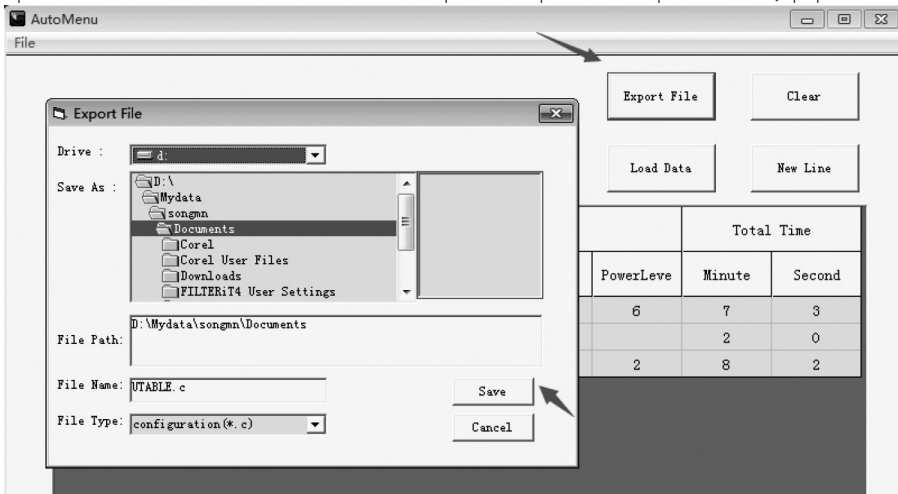 AutoMenu
File
Export File
Clear
Export File
Drive :
d:
Load Data
New Line
Save As :
D:\
Mydata
songmn
Documents
Corel
Corel User Files
Downloads
FILTERiT4 User Settings
Total Time
PowerLeve
Minute
Second
6
7
3
2
0
2
8
2
File Path:
D:\Mydata\songmn\Documents
File Name:
UTABLE.c
Save
File Type:
configuration(*.c)
Cancel